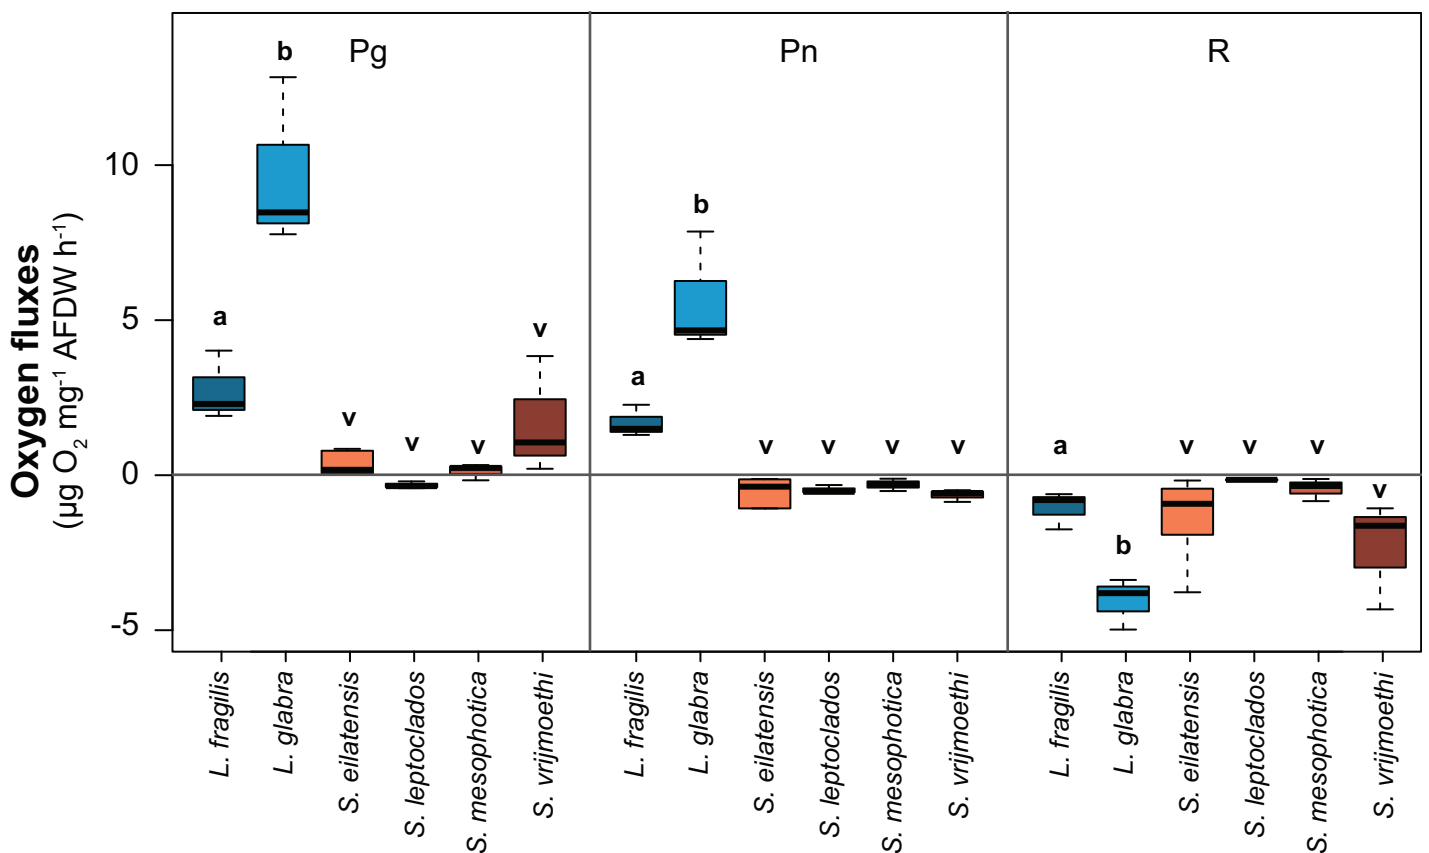 Oxygen fluxes
(µg O₂ mg⁻¹ AFDW h⁻¹)
10
5
0
-5
Pg
a
b
v
v
v
v
L. fragilis
L. glabra
S. eilatensis
S. leptoclados
S. mesophotica
S. vrijmoethi
Pn
a
b
v
v
v
v
L. fragilis
L. glabra
S. eilatensis
S. leptoclados
S. mesophotica
S. vrijmoethi
R
a
b
v
v
v
v
L. fragilis
L. glabra
S. eilatensis
S. leptoclados
S. mesophotica
S. vrijmoethi